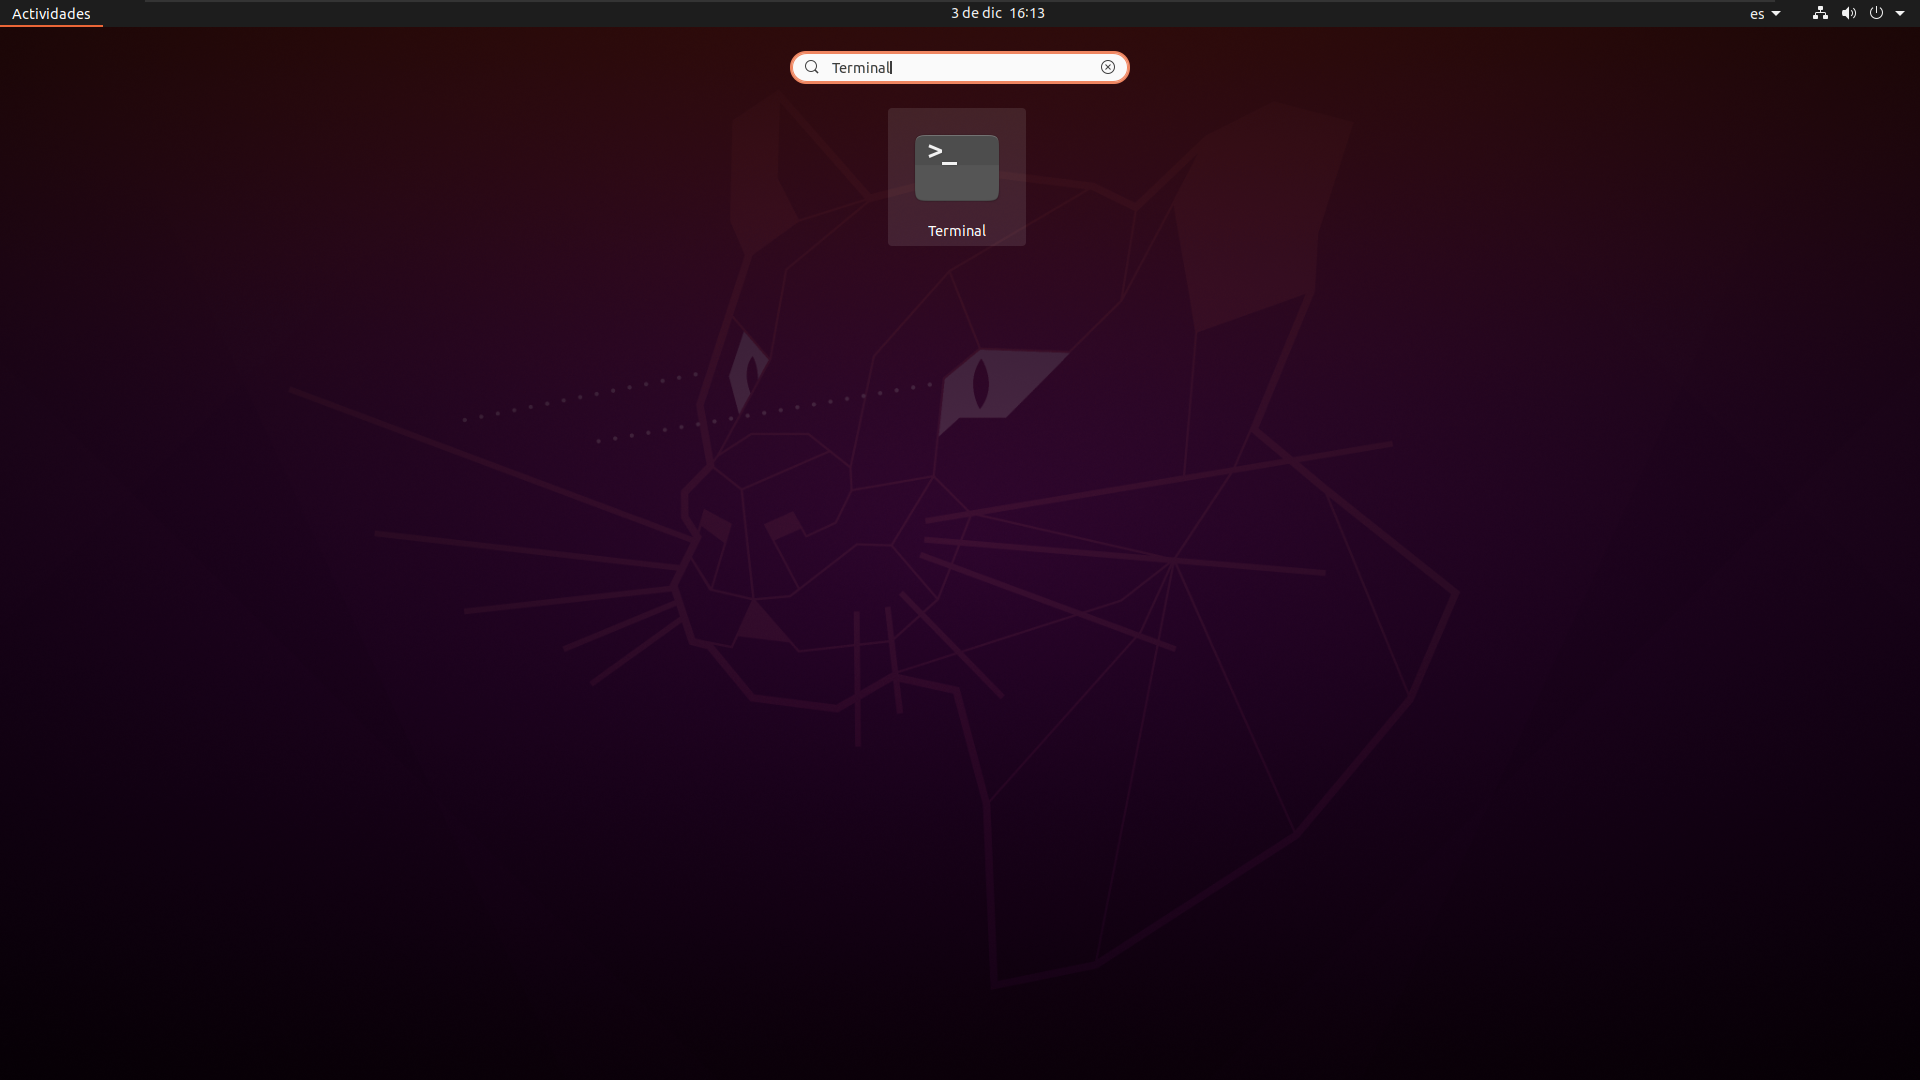 Actividades
3 de dic 16:13
es
Terminal
>_
Terminal